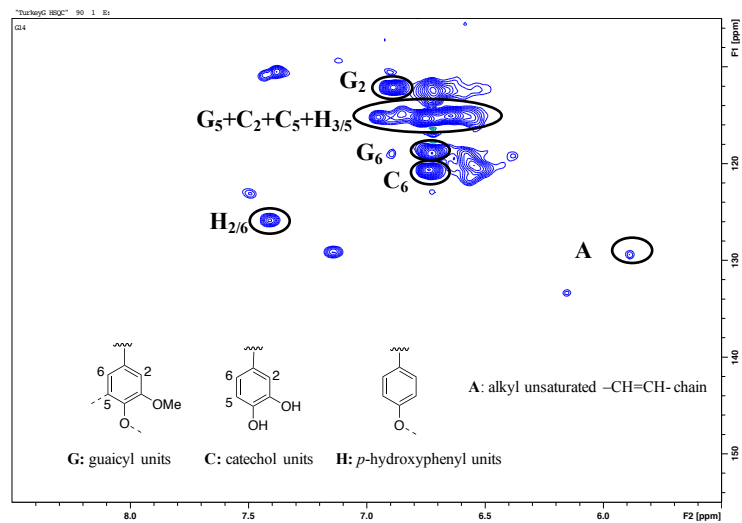 "TurkeyG HSQC" 90 1 E:
G14
F1 [ppm]
G2
G5+C2+C5+H3/5
G6
120
C6
H2/6
A
130
140
6
2
5
OMe
O
6
2
5
OH
OH
O
A: alkyl unsaturated –CH=CH- chain
G: guaicyl units
C: catechol units
H: p-hydroxyphenyl units
150
8.0
7.5
7.0
6.5
6.0
F2 [ppm]